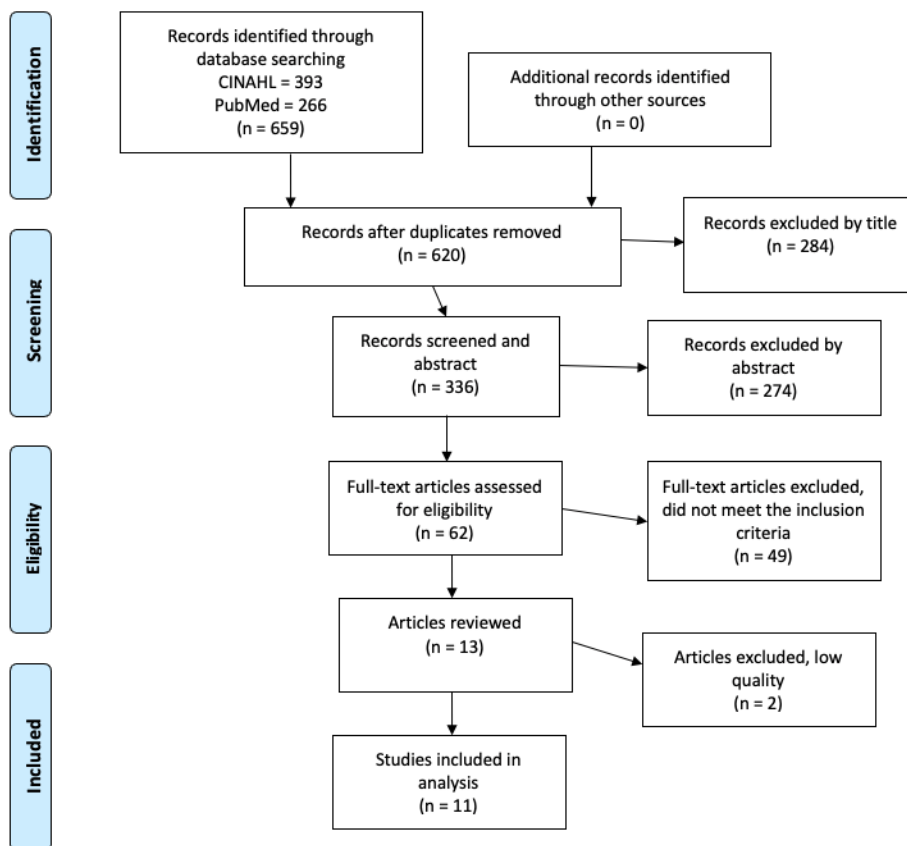 Identification
Records identified through
database searching
CINAHL = 393
PubMed = 266
(n = 659)
Additional records identified
through other sources
(n = 0)
Records after duplicates removed
(n = 620)
Records excluded by title
(n = 284)
Screening
Records screened and
abstract
(n = 336)
Records excluded by
abstract
(n = 274)
Eligibility
Full-text articles assessed
for eligibility
(n = 62)
Full-text articles excluded,
did not meet the inclusion
criteria
(n = 49)
Articles reviewed
(n = 13)
Articles excluded, low
quality
(n = 2)
Included
Studies included in
analysis
(n = 11)